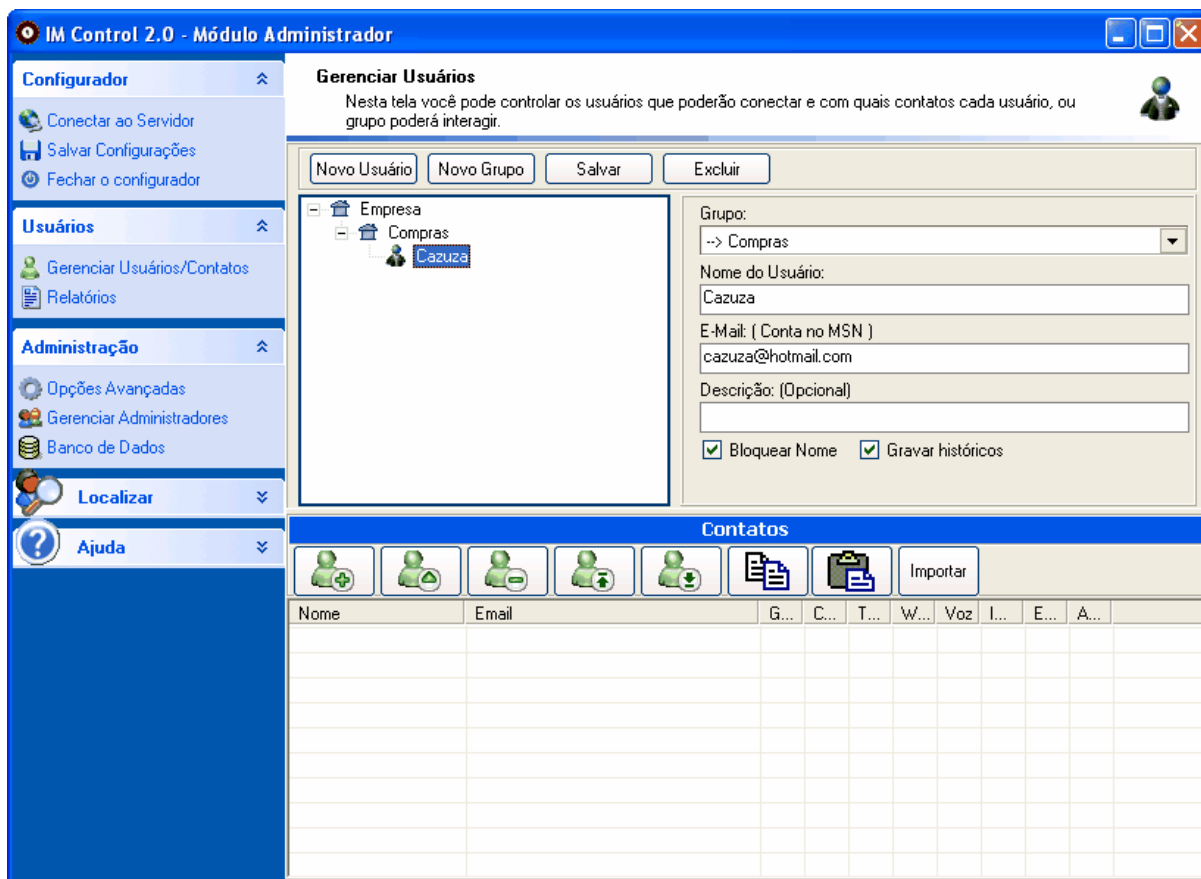 IM Control 2.0 - Módulo Administrador
Configurador
Conectar ao Servidor
Salvar Configurações
Fechar o configurador
Usuários
Gerenciar Usuários/Contatos
Relatórios
Administração
Opções Avançadas
Gerenciar Administradores
Banco de Dados
Localizar
Ajuda
Gerenciar Usuários
Nesta tela você pode controlar os usuários que poderão conectar e com quais contatos cada usuário, ou
grupo poderá interagir.
Novo Usuário Novo Grupo Salvar Excluir
Empresa
Compras
Cazuza
Grupo:
--> Compras
Nome do Usuário:
Cazuza
E-Mail: ( Conta no MSN )
cazuza@hotmail.com
Descrição: (Opcional)
Bloquear Nome Gravar históricos
Contatos
Importar
Nome Email G... C... T... W... Voz I... E... A...